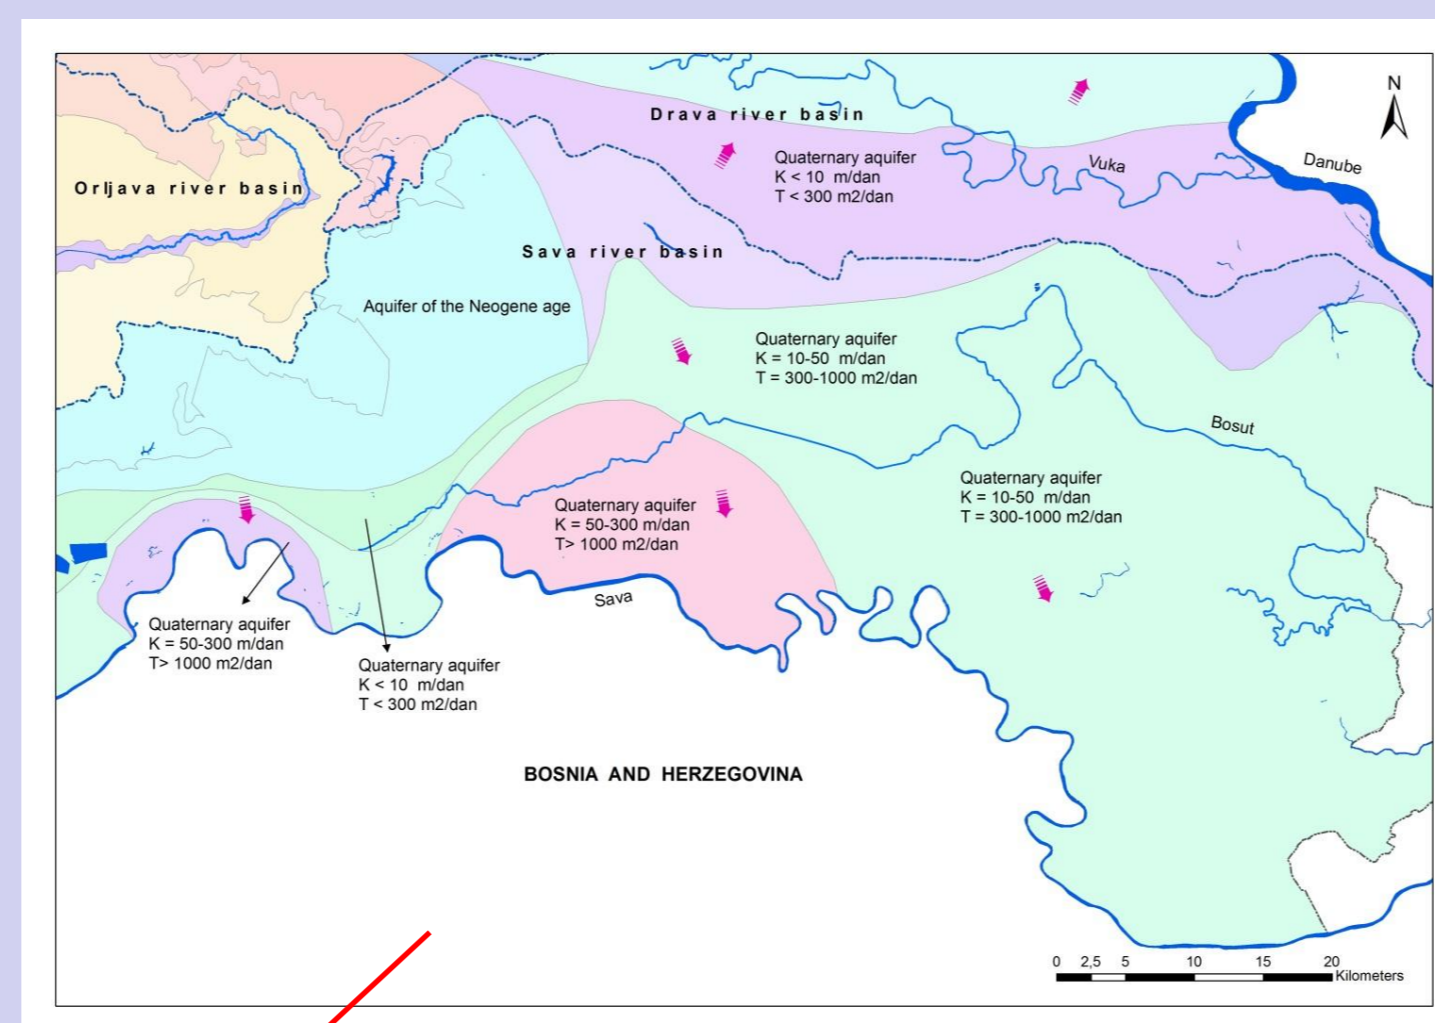 N
Drava river basin
Quaternary aquifer
K < 10 m/dan
T < 300 m2/dan
Vuka
Danube
Orljava river basin
Sava river basin
Aquifer of the Neogene age
Quaternary aquifer
K = 10-50 m/dan
T = 300-1000 m2/dan
Bosut
Quaternary aquifer
K = 10-50 m/dan
T = 300-1000 m2/dan
Quaternary aquifer
K = 50-300 m/dan
T> 1000 m2/dan
Sava
Quaternary aquifer
K = 50-300 m/dan
T> 1000 m2/dan
Quaternary aquifer
K < 10 m/dan
T < 300 m2/dan
BOSNIA AND HERZEGOVINA
0 2,5 5 10 15 20
Kilometers